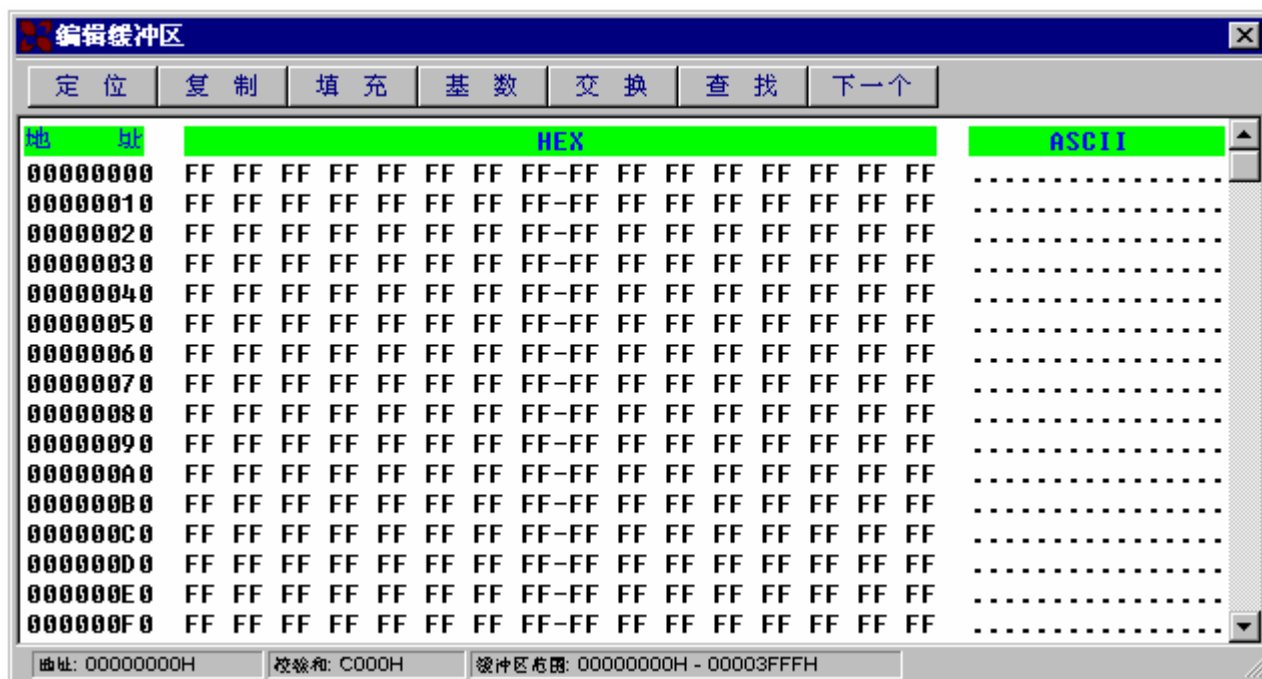 编辑缓冲区
定 位 复 制 填 充 基 数 交 换 查 找 下一个
地 址 HEX ASCII
00000000 FF FF FF FF FF FF FF FF-FF FF FF FF FF FF FF FF ................
00000010 FF FF FF FF FF FF FF FF-FF FF FF FF FF FF FF FF ................
00000020 FF FF FF FF FF FF FF FF-FF FF FF FF FF FF FF FF ................
00000030 FF FF FF FF FF FF FF FF-FF FF FF FF FF FF FF FF ................
00000040 FF FF FF FF FF FF FF FF-FF FF FF FF FF FF FF FF ................
00000050 FF FF FF FF FF FF FF FF-FF FF FF FF FF FF FF FF ................
00000060 FF FF FF FF FF FF FF FF-FF FF FF FF FF FF FF FF ................
00000070 FF FF FF FF FF FF FF FF-FF FF FF FF FF FF FF FF ................
00000080 FF FF FF FF FF FF FF FF-FF FF FF FF FF FF FF FF ................
00000090 FF FF FF FF FF FF FF FF-FF FF FF FF FF FF FF FF ................
000000A0 FF FF FF FF FF FF FF FF-FF FF FF FF FF FF FF FF ................
000000B0 FF FF FF FF FF FF FF FF-FF FF FF FF FF FF FF FF ................
000000C0 FF FF FF FF FF FF FF FF-FF FF FF FF FF FF FF FF ................
000000D0 FF FF FF FF FF FF FF FF-FF FF FF FF FF FF FF FF ................
000000E0 FF FF FF FF FF FF FF FF-FF FF FF FF FF FF FF FF ................
000000F0 FF FF FF FF FF FF FF FF-FF FF FF FF FF FF FF FF ................
地址: 00000000H 校验和: C000H 缓冲区范围: 00000000H - 00003FFFH